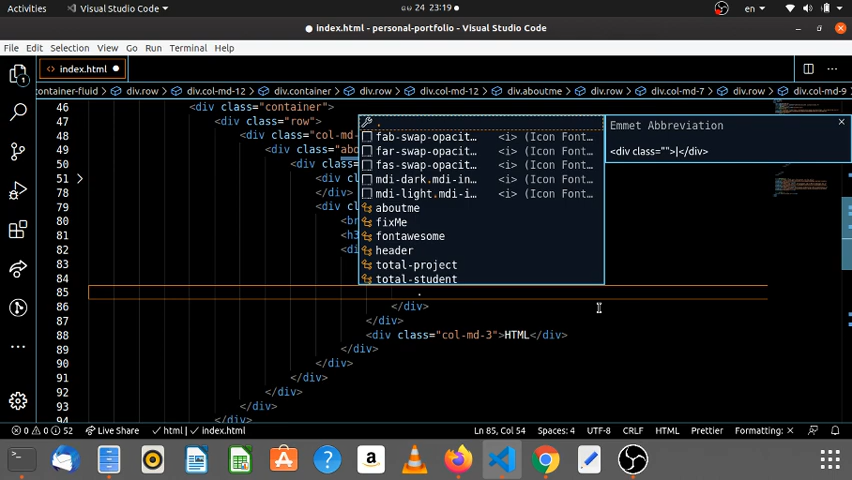 Activities
Visual Studio Code
24 23:19
en
index.html - personal-portfolio - Visual Studio Code
File Edit Selection View Go Run Terminal Help
<> index.html
container-fluid > div.row > div.col-md-12 > div.container > div.row > div.col-md-12 > div.aboutme > div.row > div.col-md-7 > div.row > div.col-md-9
46 <div class="container">
47 <div class="row">
48 <div class="col-md-
49 <div class="abo
50 <div class=
51 <div cl
78 </div>
79 <div cl
80 <br
81 <h3
82 <di
83
84
85 .
86 </div>
87 </div>
88 <div class="col-md-3">HTML</div>
89 </div>
90 </div>
91 </div>
92 </div>
93 </div>
94 </div>
.
fab-swap-opacit... <i> (Icon Font...
far-swap-opacit... <i> (Icon Font...
fas-swap-opacit... <i> (Icon Font...
mdi-dark.mdi-in... <i> (Icon Font...
mdi-light.mdi-i... <i> (Icon Font...
aboutme
fixMe
fontawesome
header
total-project
total-student
Emmet Abbreviation
<div class="">|</div>
1
0 0 52 Live Share html | index.html Ln 85, Col 54 Spaces: 4 UTF-8 CRLF HTML Prettier Formatting: ×